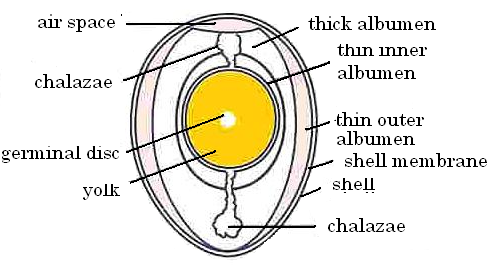 air space
thick albumen
thin inner
albumen
chalazae
thin outer
albumen
germinal disc
shell membrane
yolk
shell
chalazae